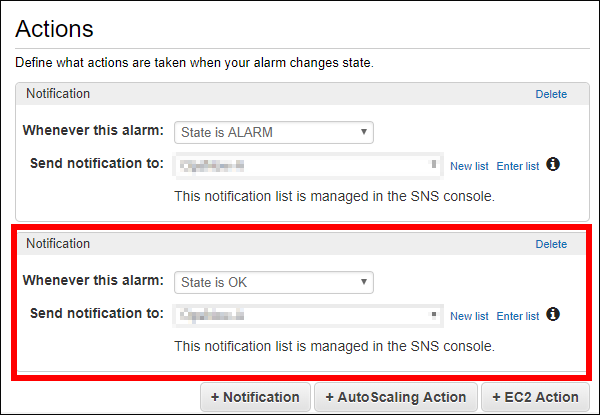 Actions
Define what actions are taken when your alarm changes state.
Notification Delete
Whenever this alarm: State is ALARM
Send notification to: New list Enter list
This notification list is managed in the SNS console.
Notification Delete
Whenever this alarm: State is OK
Send notification to: New list Enter list
This notification list is managed in the SNS console.
+ Notification + AutoScaling Action + EC2 Action